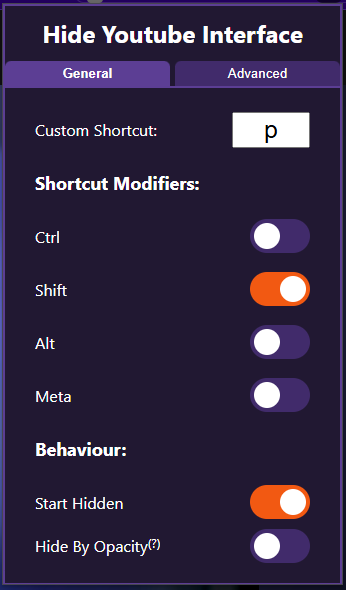 Hide Youtube Interface
General Advanced
Custom Shortcut: p
Shortcut Modifiers:
Ctrl
Shift
Alt
Meta
Behaviour:
Start Hidden
Hide By Opacity(?)